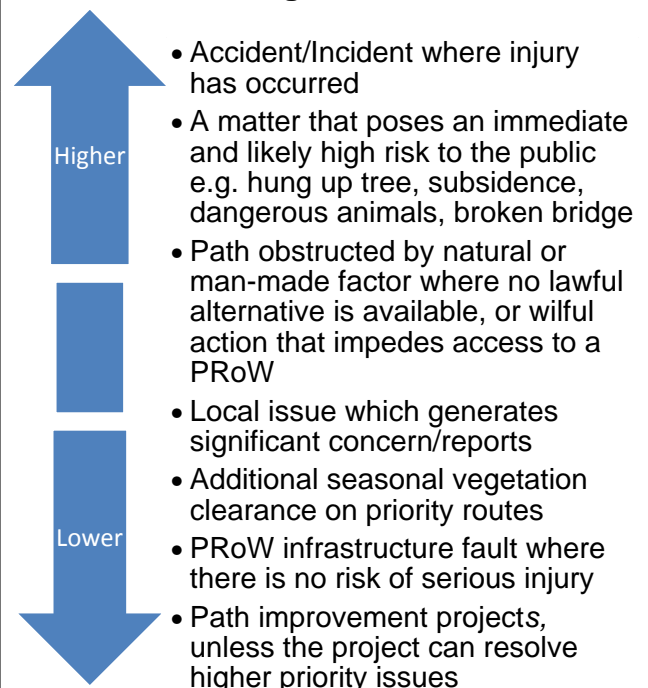 • Accident/Incident where injury
has occurred
• A matter that poses an immediate
and likely high risk to the public
e.g. hung up tree, subsidence,
dangerous animals, broken bridge
Higher
• Path obstructed by natural or
man-made factor where no lawful
alternative is available, or wilful
action that impedes access to a
PRoW
• Local issue which generates
significant concern/reports
• Additional seasonal vegetation
clearance on priority routes
Lower
• PRoW infrastructure fault where
there is no risk of serious injury
• Path improvement projects,
unless the project can resolve
higher priority issues